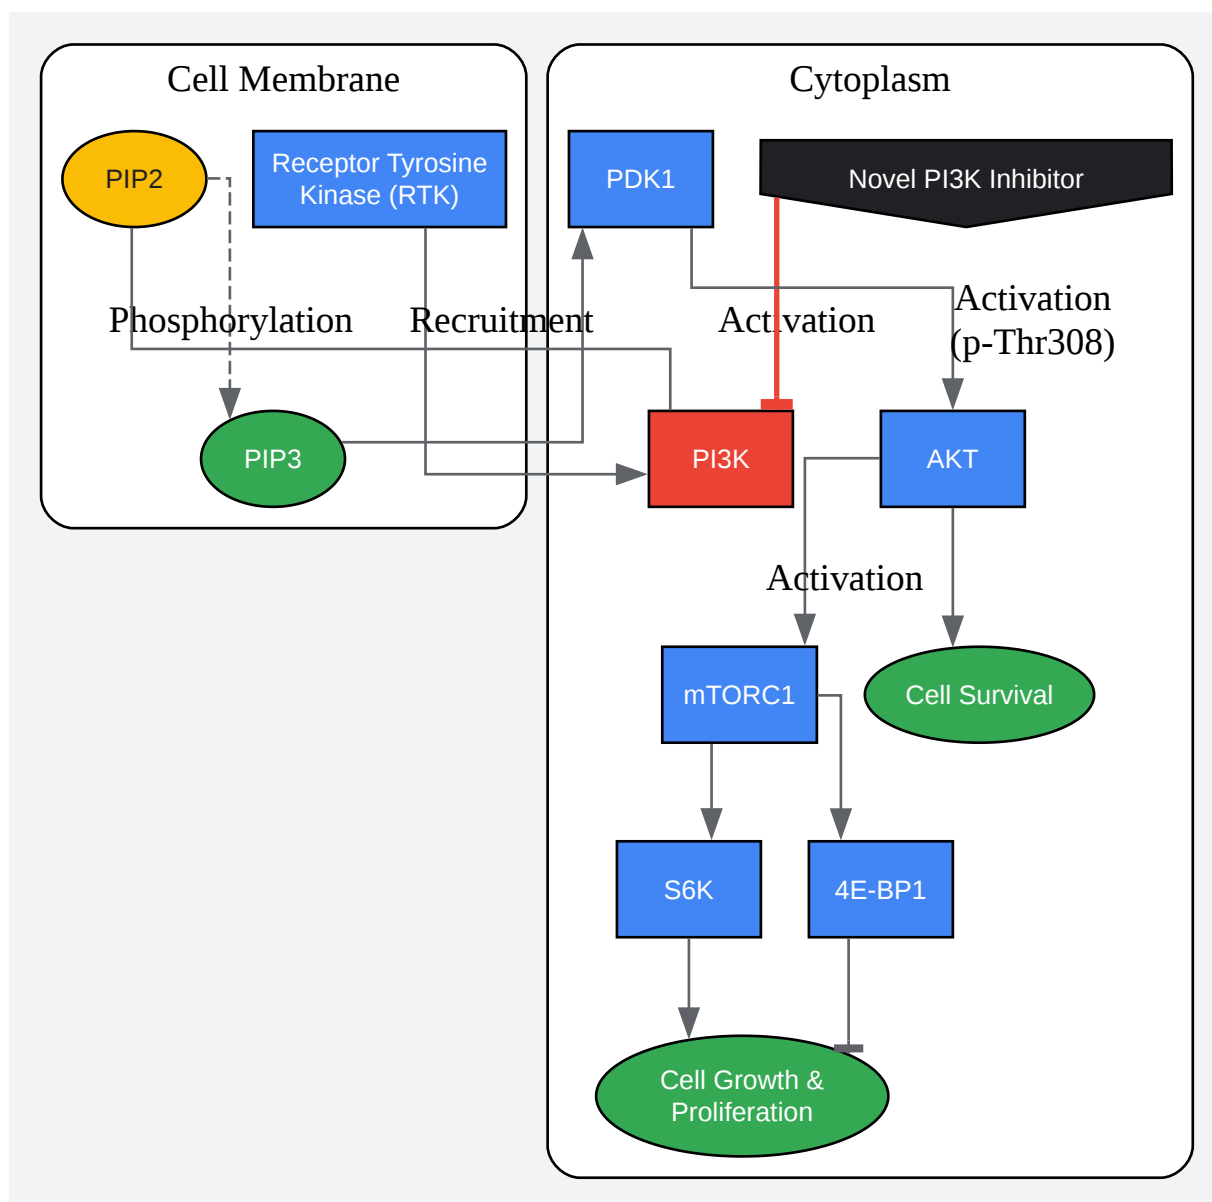 Cell Membrane
Cytoplasm
PIP2
Receptor Tyrosine
Kinase (RTK)
PDK1
Novel PI3K Inhibitor
Phosphorylation
Recruitment
Activation
Activation
(p-Thr308)
PIP3
PI3K
AKT
Activation
mTORC1
Cell Survival
S6K
4E-BP1
Cell Growth &
Proliferation